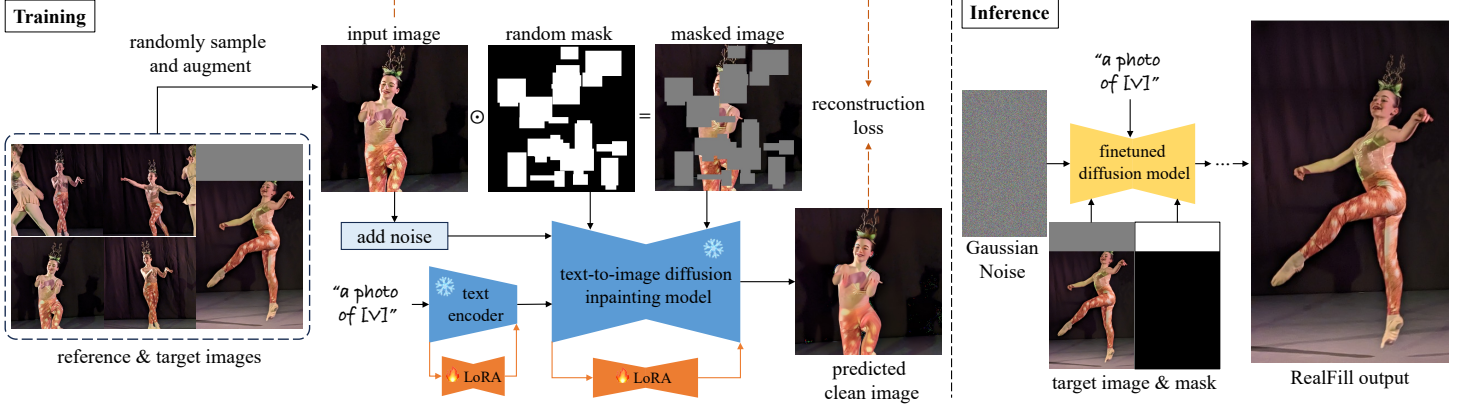 Training
randomly sample
and augment
input image
random mask
masked image
⊙
=
reconstruction
loss
reference & target images
add noise
"a photo
of [V]"
text
encoder
LoRA
text-to-image diffusion
inpainting model
LoRA
predicted
clean image
Inference
"a photo
of [V]"
finetuned
diffusion model
...
Gaussian
Noise
target image & mask
RealFill output